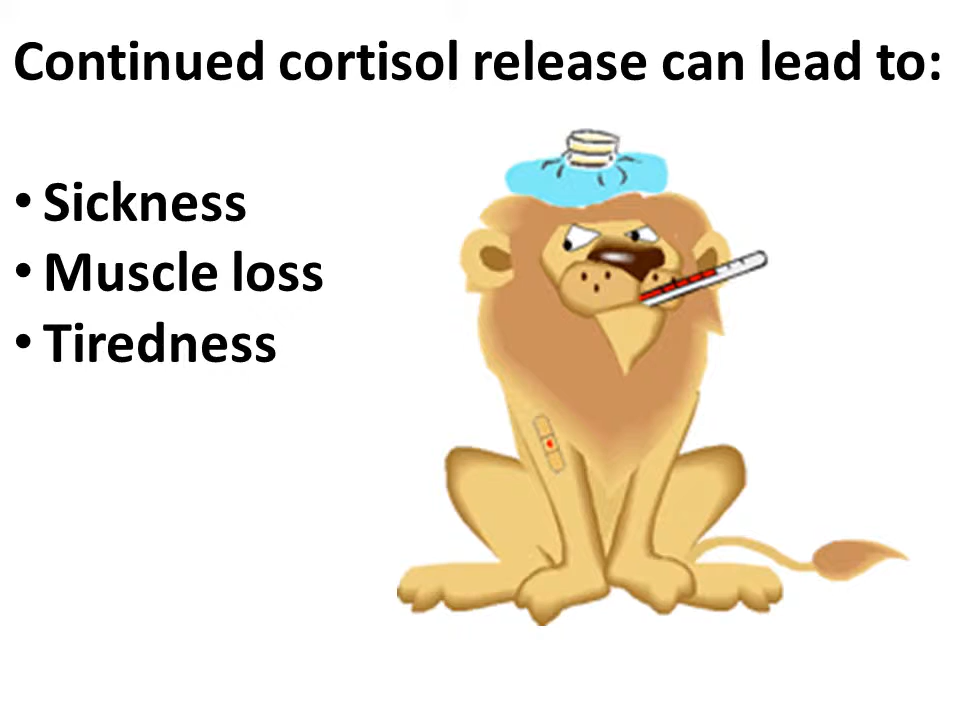 Continued cortisol release can lead to:
• Sickness
• Muscle loss
• Tiredness